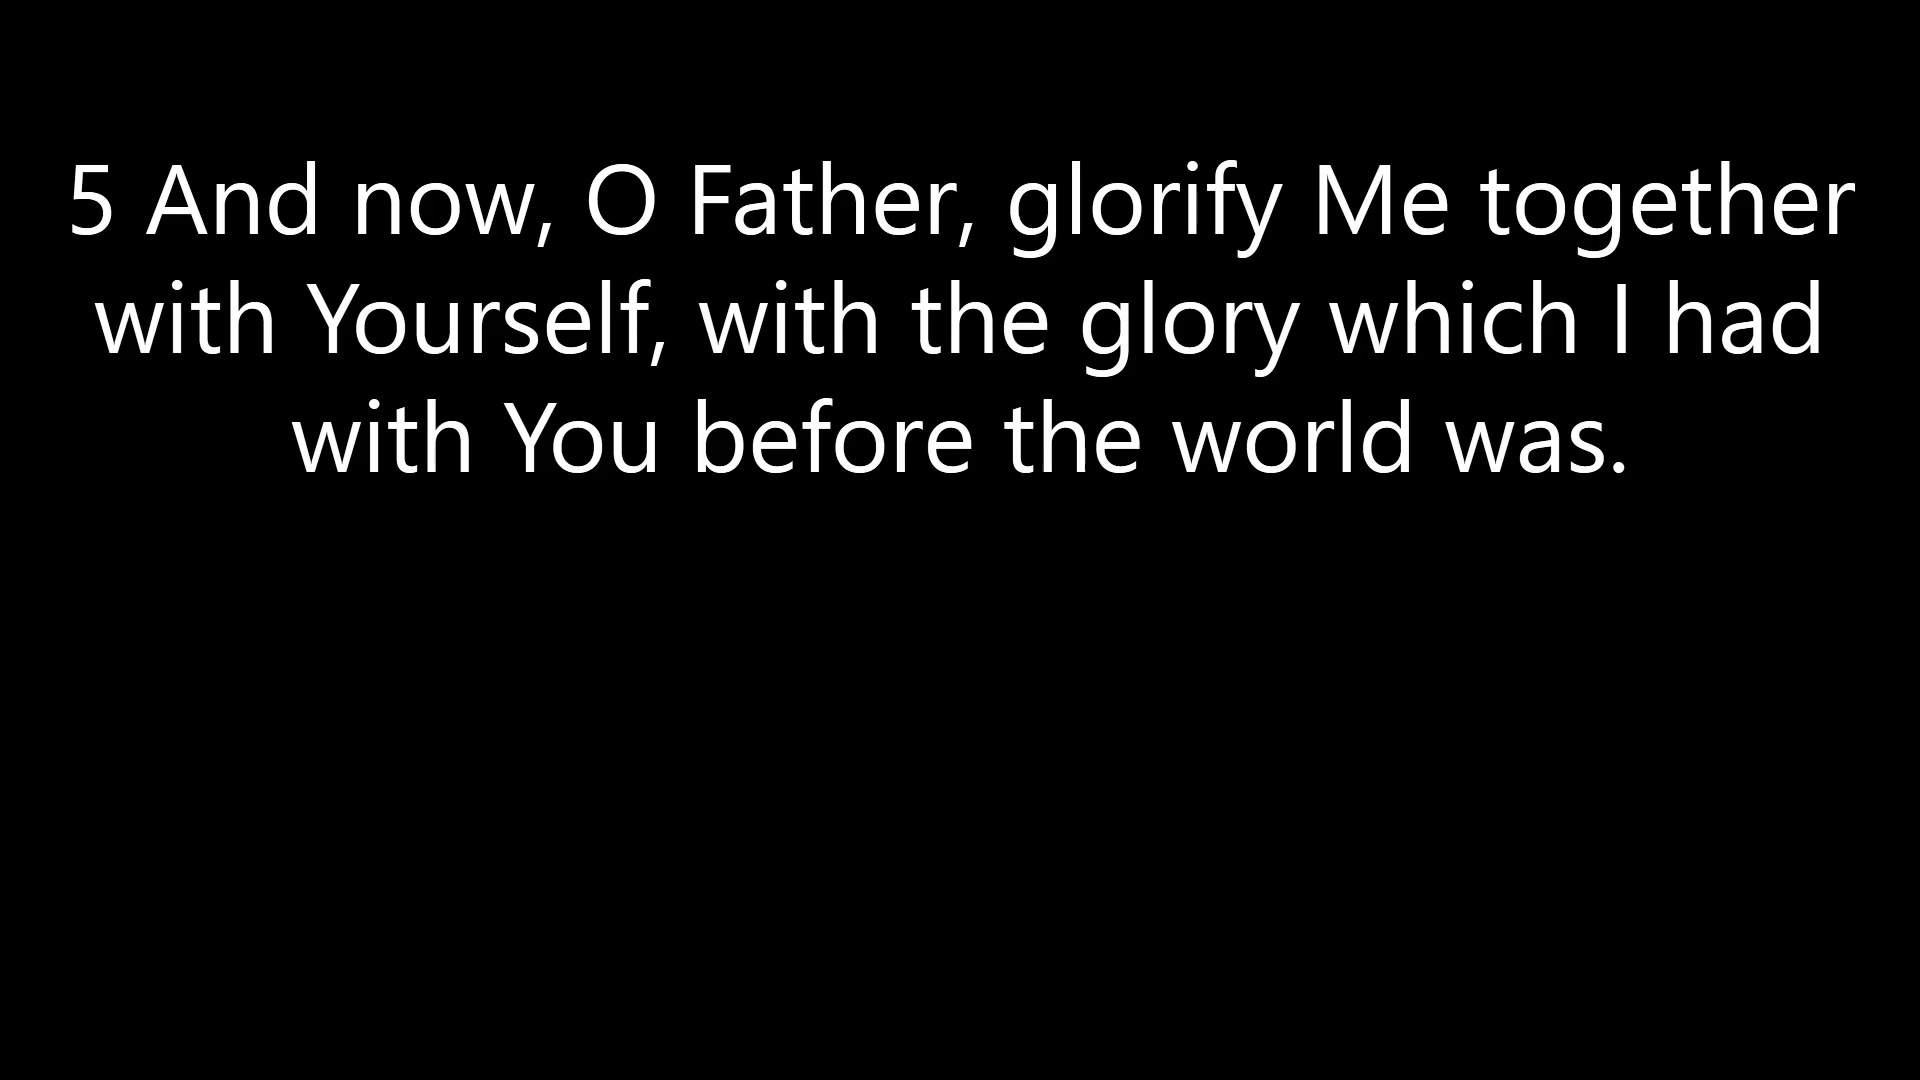 5 And now, O Father, glorify Me together
with Yourself, with the glory which I had
with You before the world was.